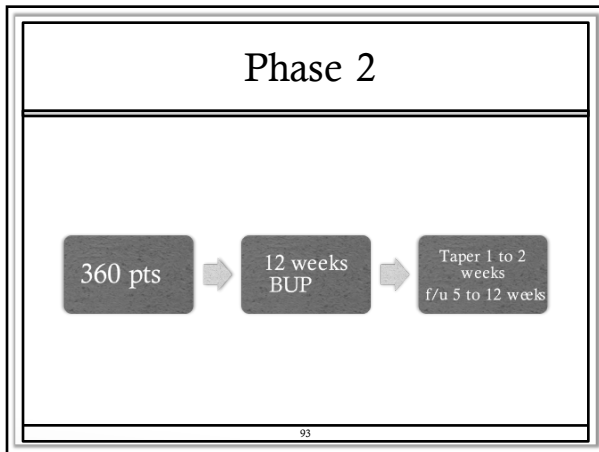 Phase 2
360 pts
12 weeks
BUP
Taper 1 to 2
weeks
f/u 5 to 12 weeks
93